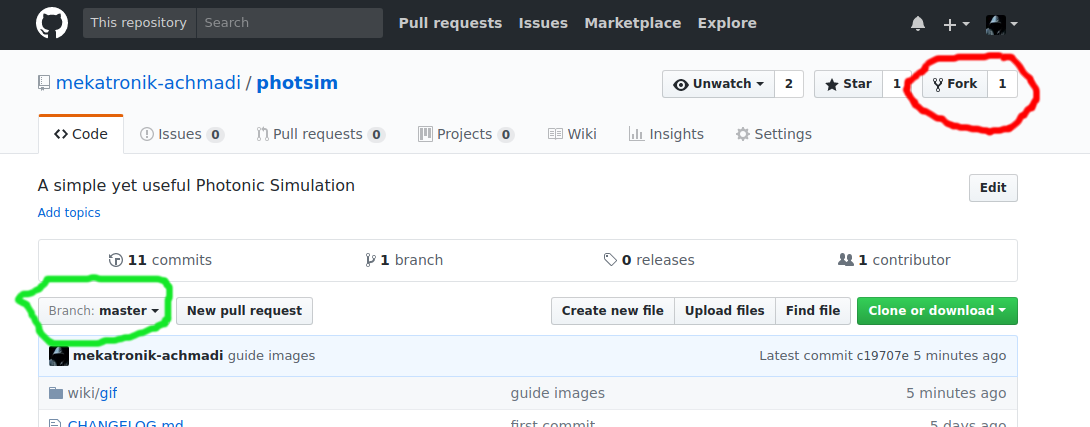 This repository Search Pull requests Issues Marketplace Explore
mekatronik-achmadi / photsim Unwatch 2 Star 1 Fork 1
Code Issues 0 Pull requests 0 Projects 0 Wiki Insights Settings
A simple yet useful Photonic Simulation Edit
Add topics
11 commits 1 branch 0 releases 1 contributor
Branch: master New pull request Create new file Upload files Find file Clone or download
mekatronik-achmadi guide images Latest commit c19707e 5 minutes ago
wiki/gif guide images 5 minutes ago
CHANGELOG.md first commit 5 days ago